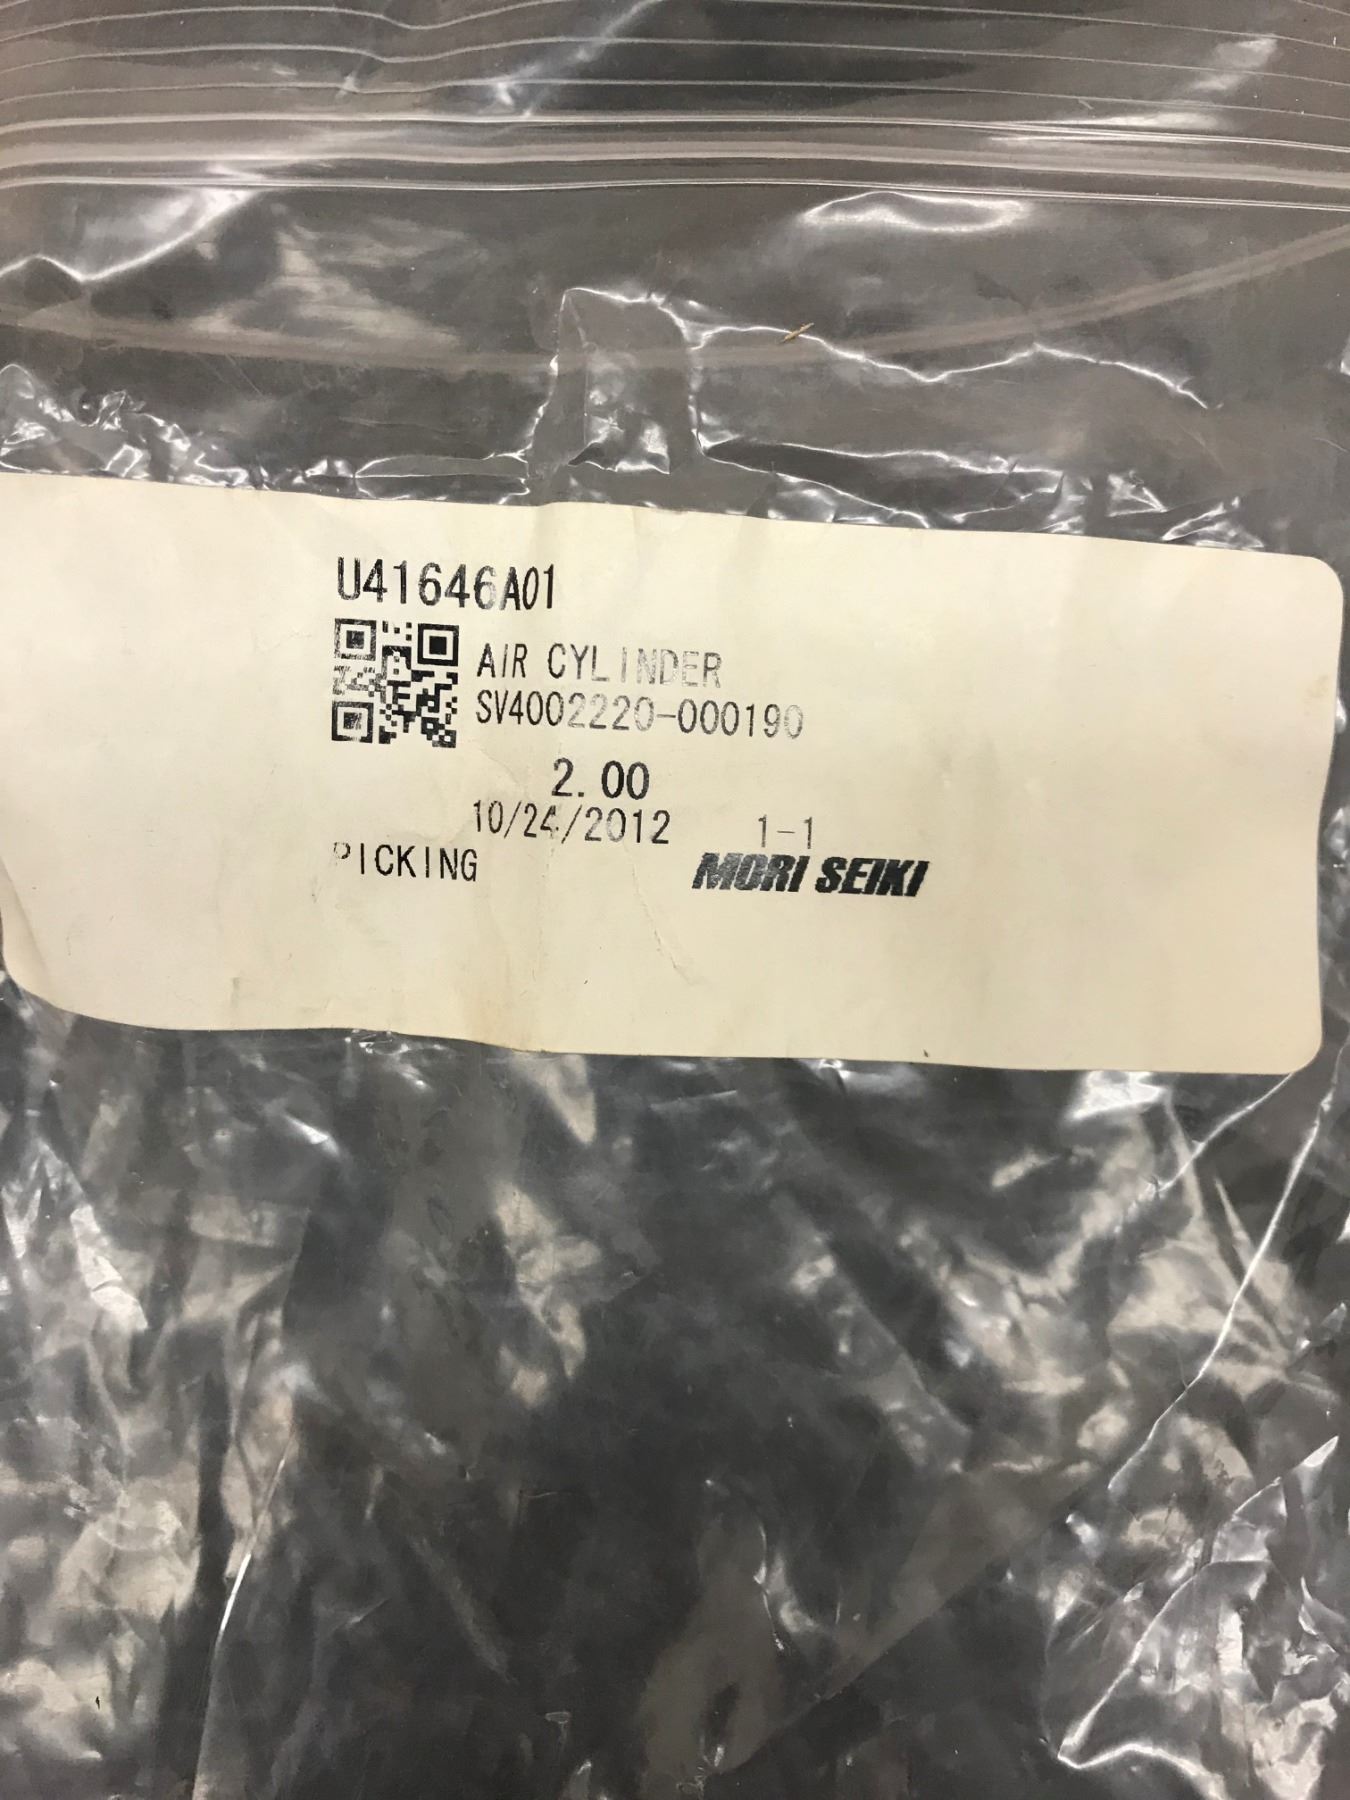 U41646A01
AIR CYLINDER
SV4002220-000190
2.00
10/24/2012 1-1
PICKING MORI SEIKI